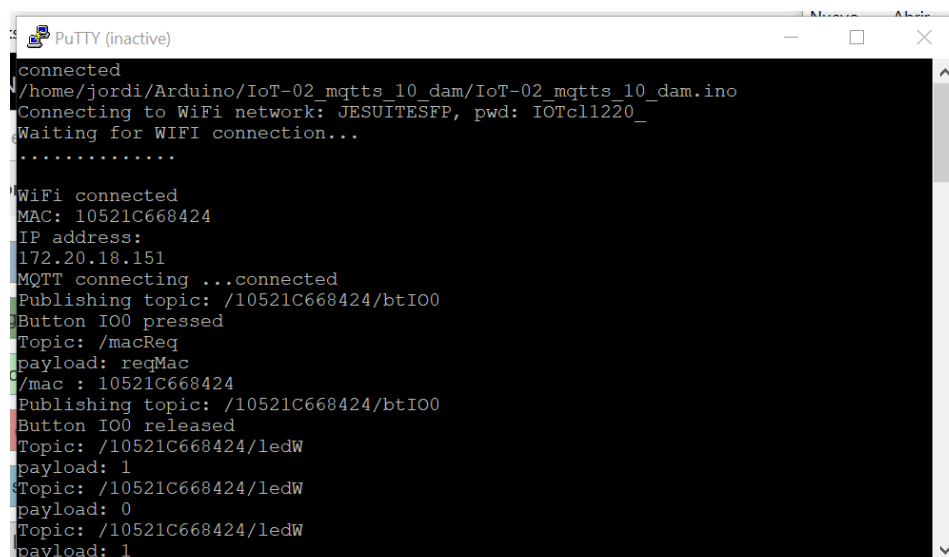 PuTTY (inactive)
connected
/home/jordi/Arduino/IoT-02_mqtts_10_dam/IoT-02_mqtts_10_dam.ino
Connecting to WiFi network: JESUITESFP, pwd: IOTcl1220_
Waiting for WIFI connection...
..............
WiFi connected
MAC: 10521C668424
IP address:
172.20.18.151
MQTT connecting ...connected
Publishing topic: /10521C668424/btIO0
Button IO0 pressed
Topic: /macReq
payload: reqMac
/mac : 10521C668424
Publishing topic: /10521C668424/btIO0
Button IO0 released
Topic: /10521C668424/ledW
payload: 1
Topic: /10521C668424/ledW
payload: 0
Topic: /10521C668424/ledW
payload: 1